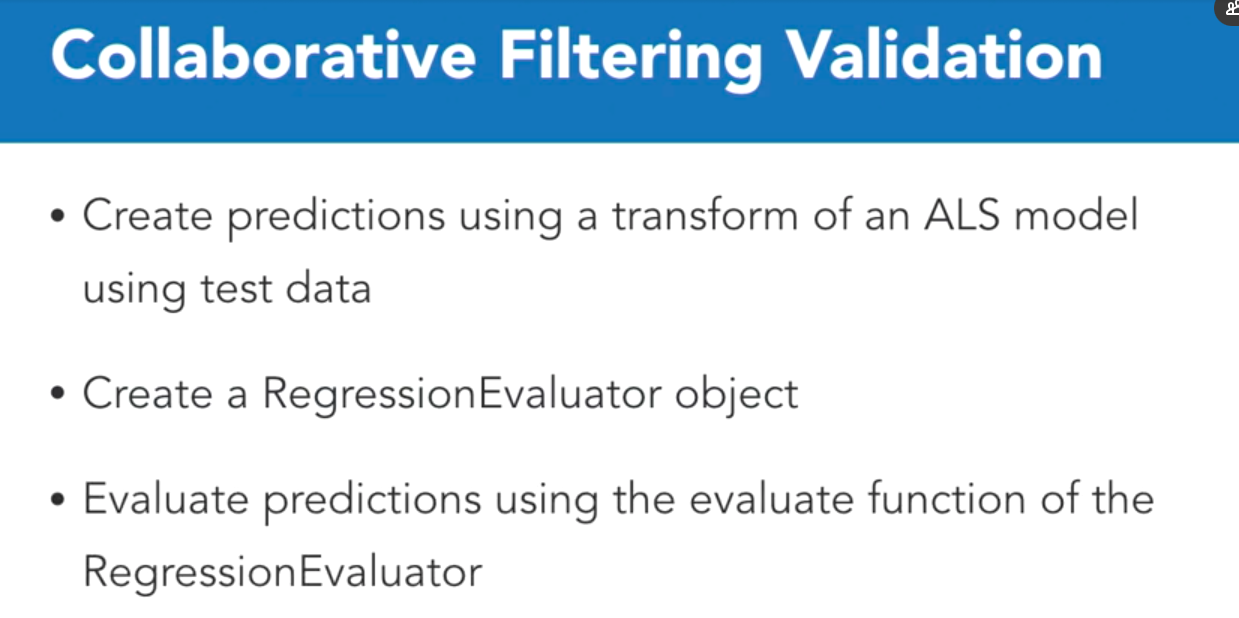 Collaborative Filtering Validation
• Create predictions using a transform of an ALS model
using test data
• Create a RegressionEvaluator object
• Evaluate predictions using the evaluate function of the
RegressionEvaluator